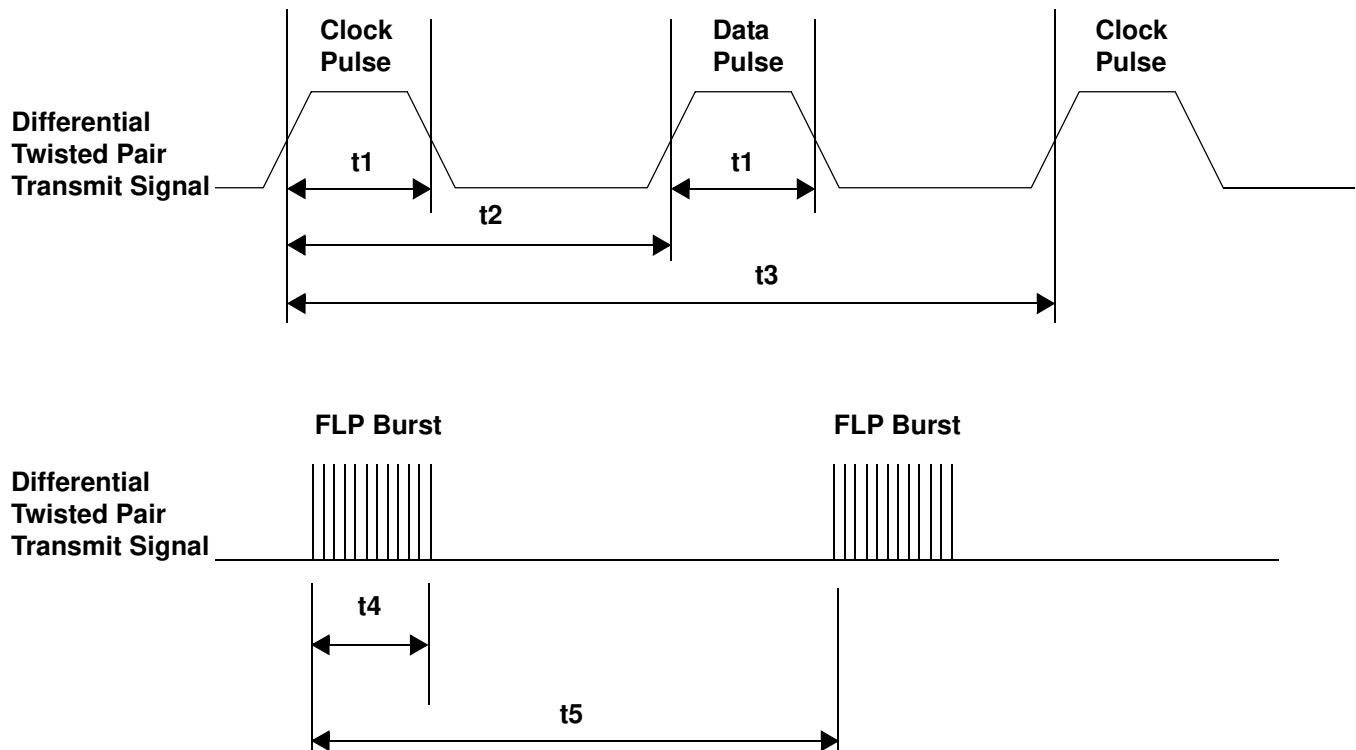 Clock
Pulse
Data
Pulse
Clock
Pulse
Differential
Twisted Pair
Transmit Signal
t1
t1
t2
t3
FLP Burst
FLP Burst
Differential
Twisted Pair
Transmit Signal
t4
t5